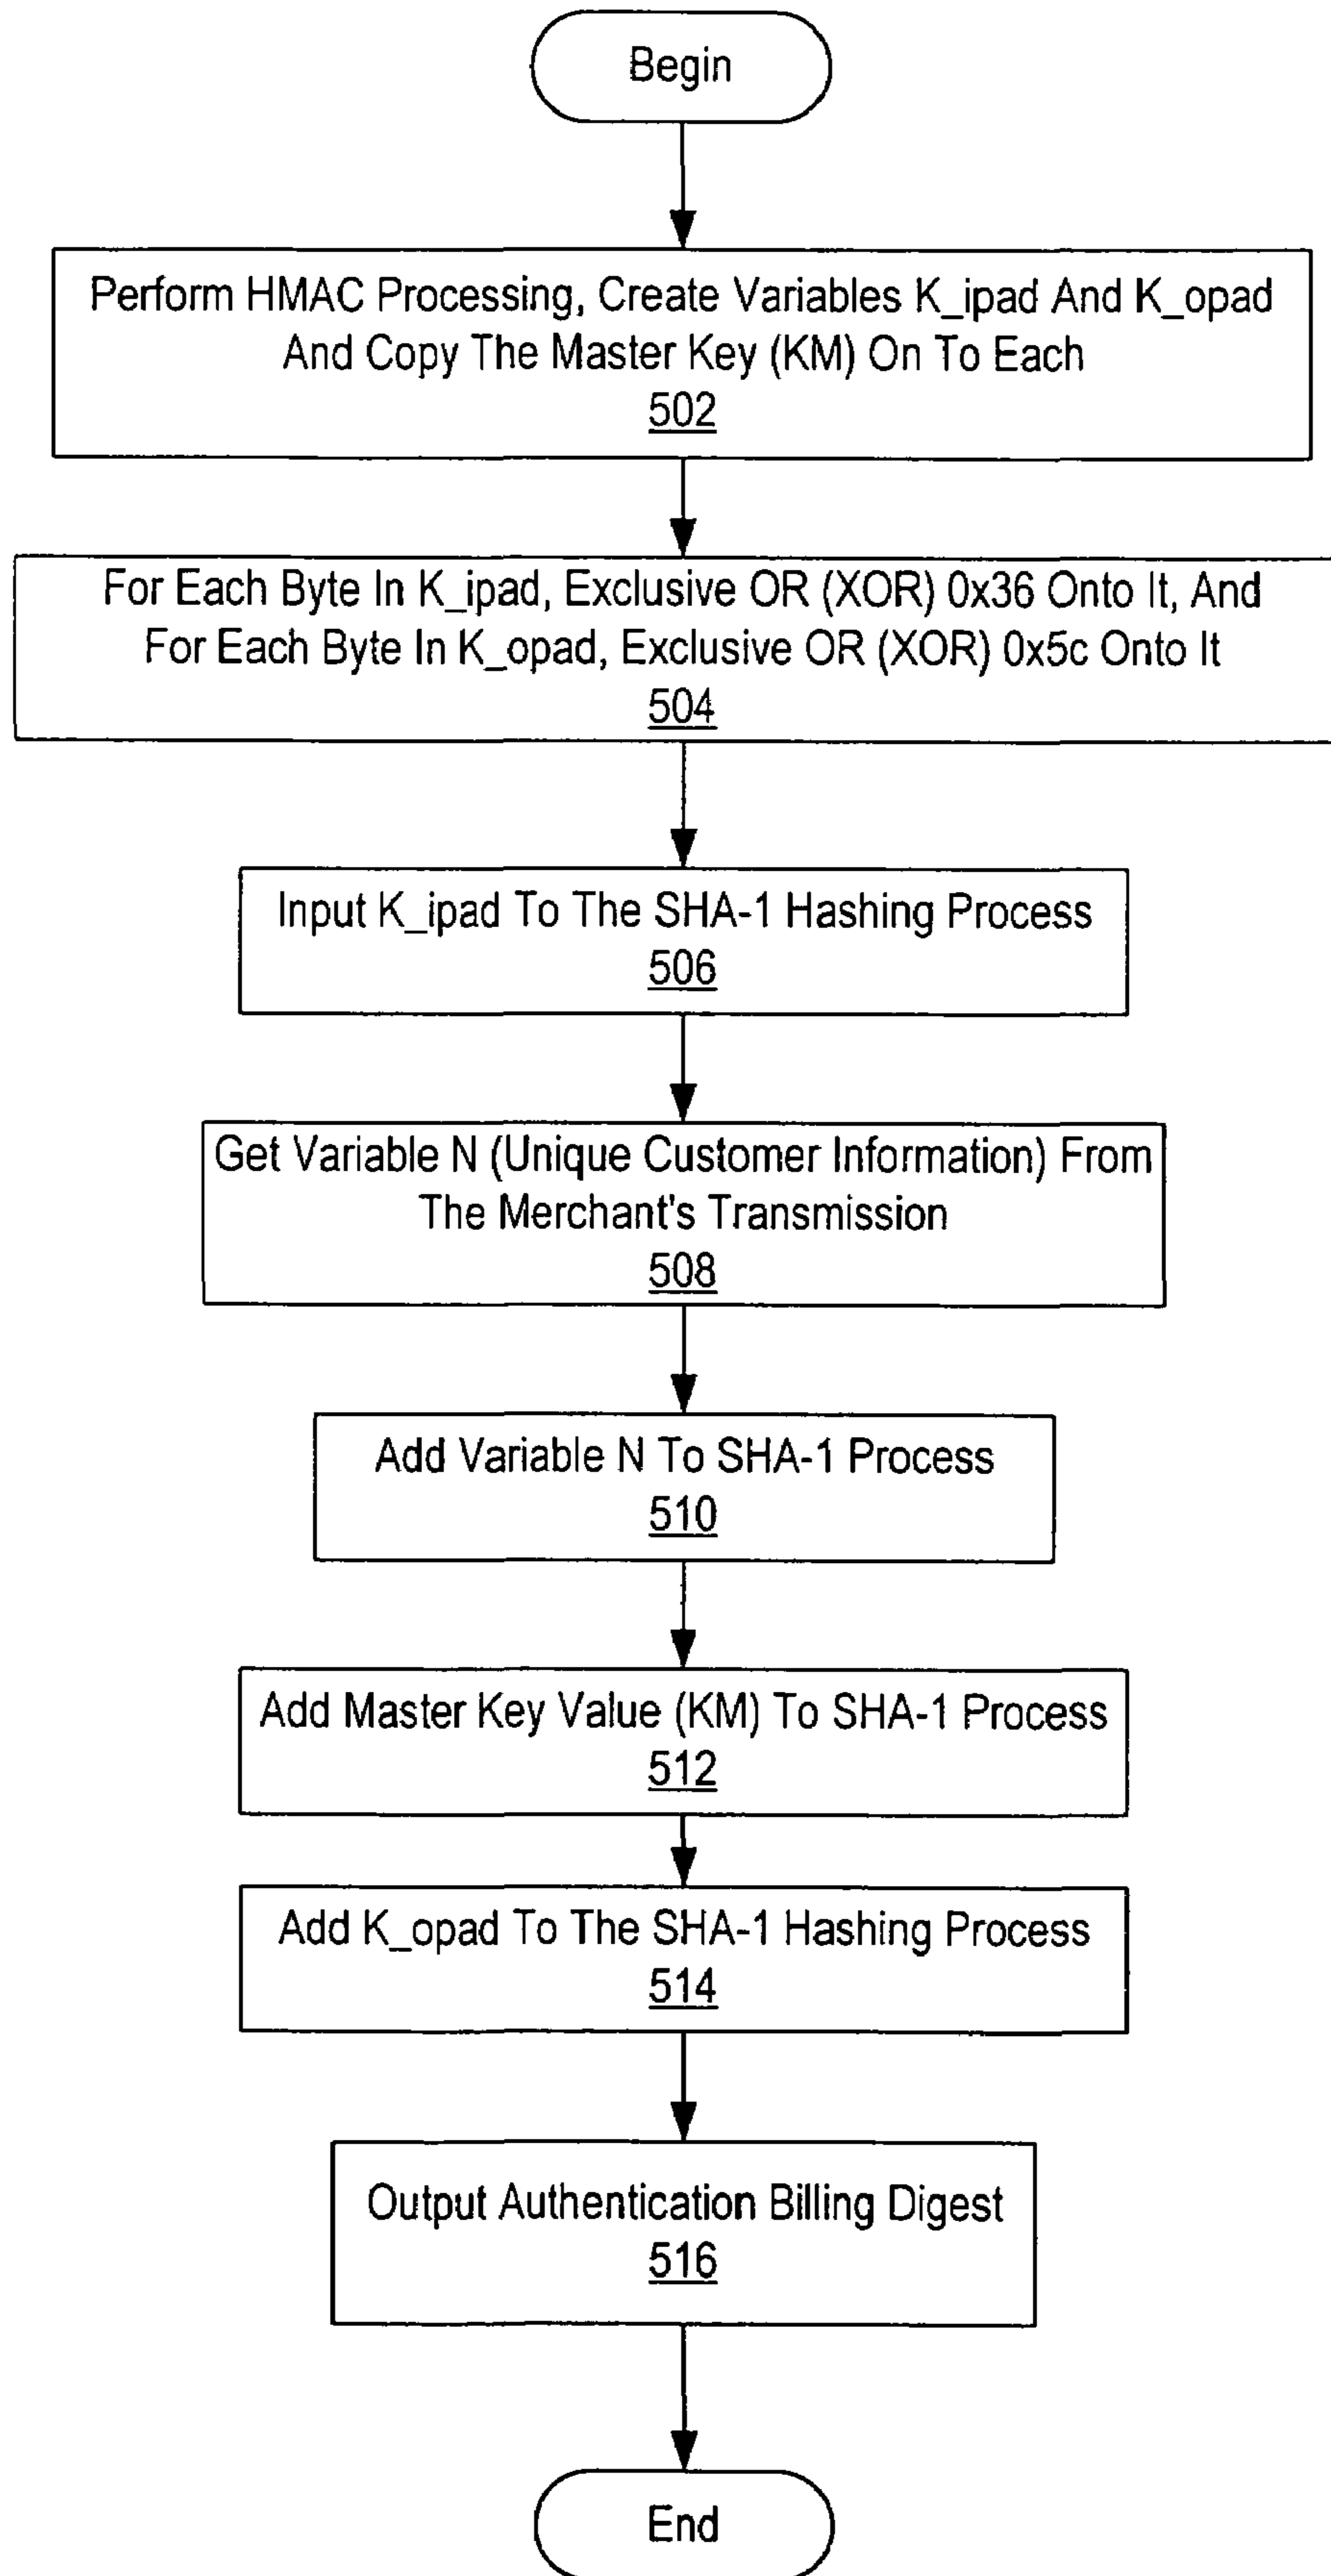 Begin
Perform HMAC Processing, Create Variables K_ipad And K_opad
And Copy The Master Key (KM) On To Each
502
For Each Byte In K_ipad, Exclusive OR (XOR) 0x36 Onto It, And
For Each Byte In K_opad, Exclusive OR (XOR) 0x5c Onto It
504
Input K_ipad To The SHA-1 Hashing Process
506
Get Variable N (Unique Customer Information) From
The Merchant's Transmission
508
Add Variable N To SHA-1 Process
510
Add Master Key Value (KM) To SHA-1 Process
512
Add K_opad To The SHA-1 Hashing Process
514
Output Authentication Billing Digest
516
End